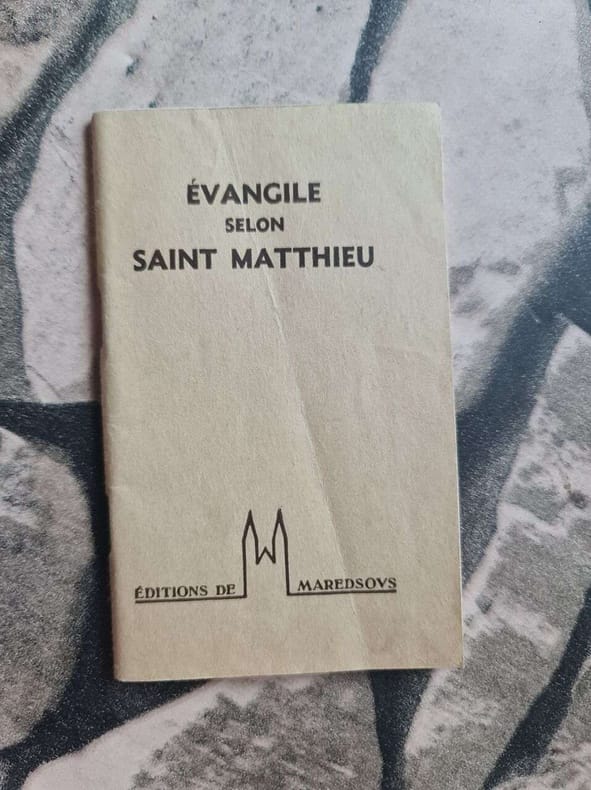 ÉVANGILE
SELON
SAINT MATTHIEU
ÉDITIONS DE MAREDSOVS